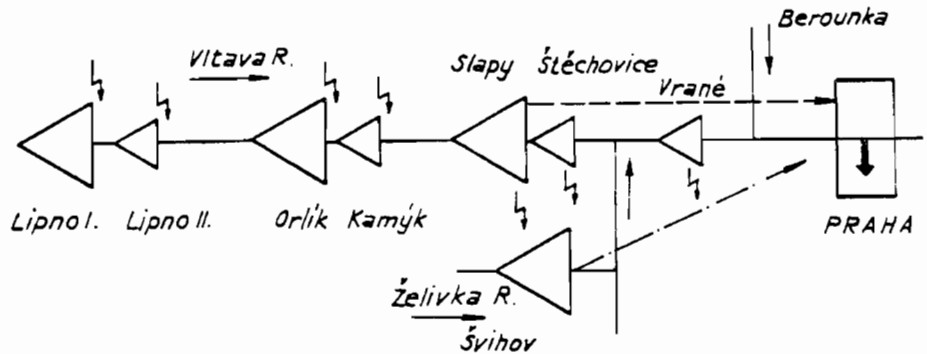 Berounka
Vltava R.
Slapy Štěchovice
Vrané
Lipno I. Lipno II. Orlík Kamýk
PRAHA
Želivka R.
Švihov